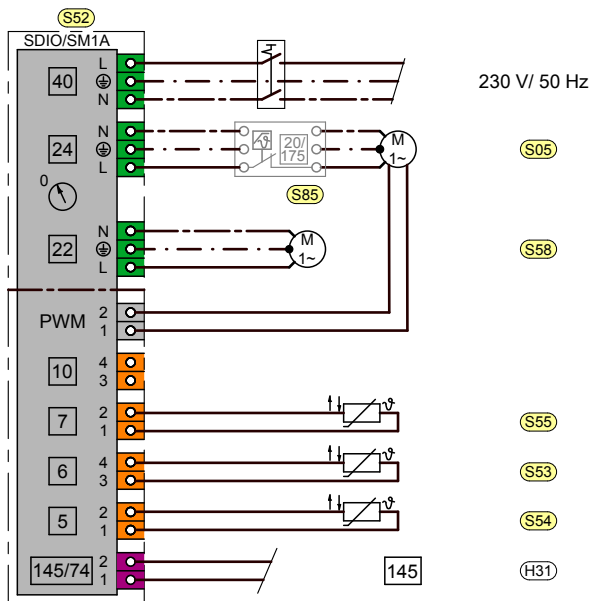 S52
SDIO/SM1A
40 L 230 V/ 50 Hz
N
24 N 20/ 175 M 1~ S05
L
S85
0
22 N M 1~ S58
L
PWM 2
1
10 4
3
7 2 ϑ S55
1
6 4 ϑ S53
3
5 2 ϑ S54
1
145/74 2 145 H31
1